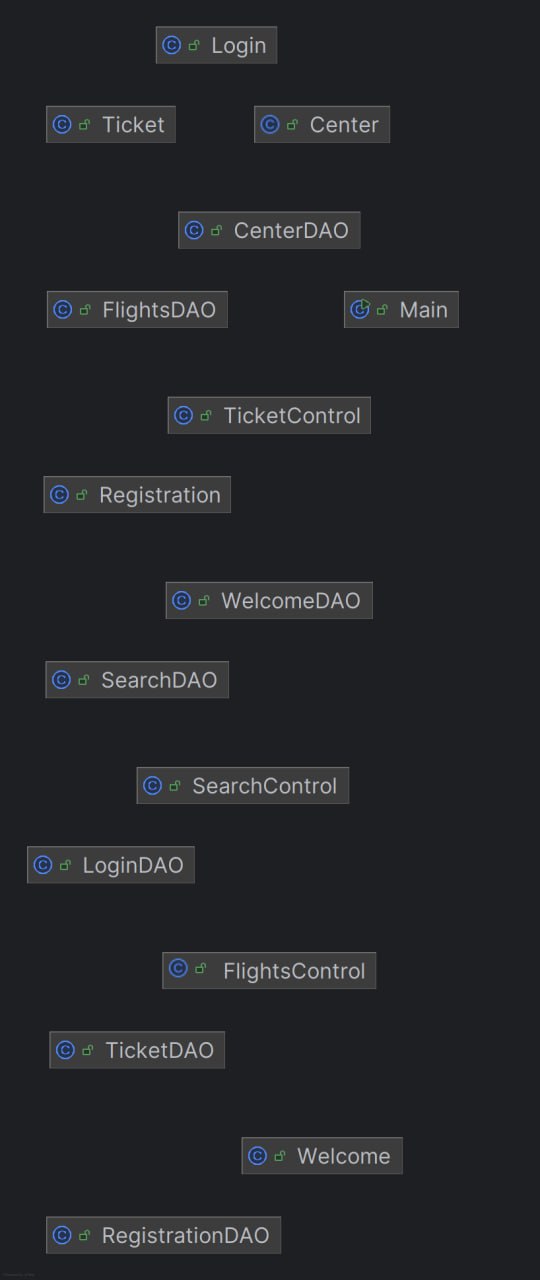 Login
Ticket
Center
CenterDAO
FlightsDAO
Main
TicketControl
Registration
WelcomeDAO
SearchDAO
SearchControl
LoginDAO
FlightsControl
TicketDAO
Welcome
RegistrationDAO